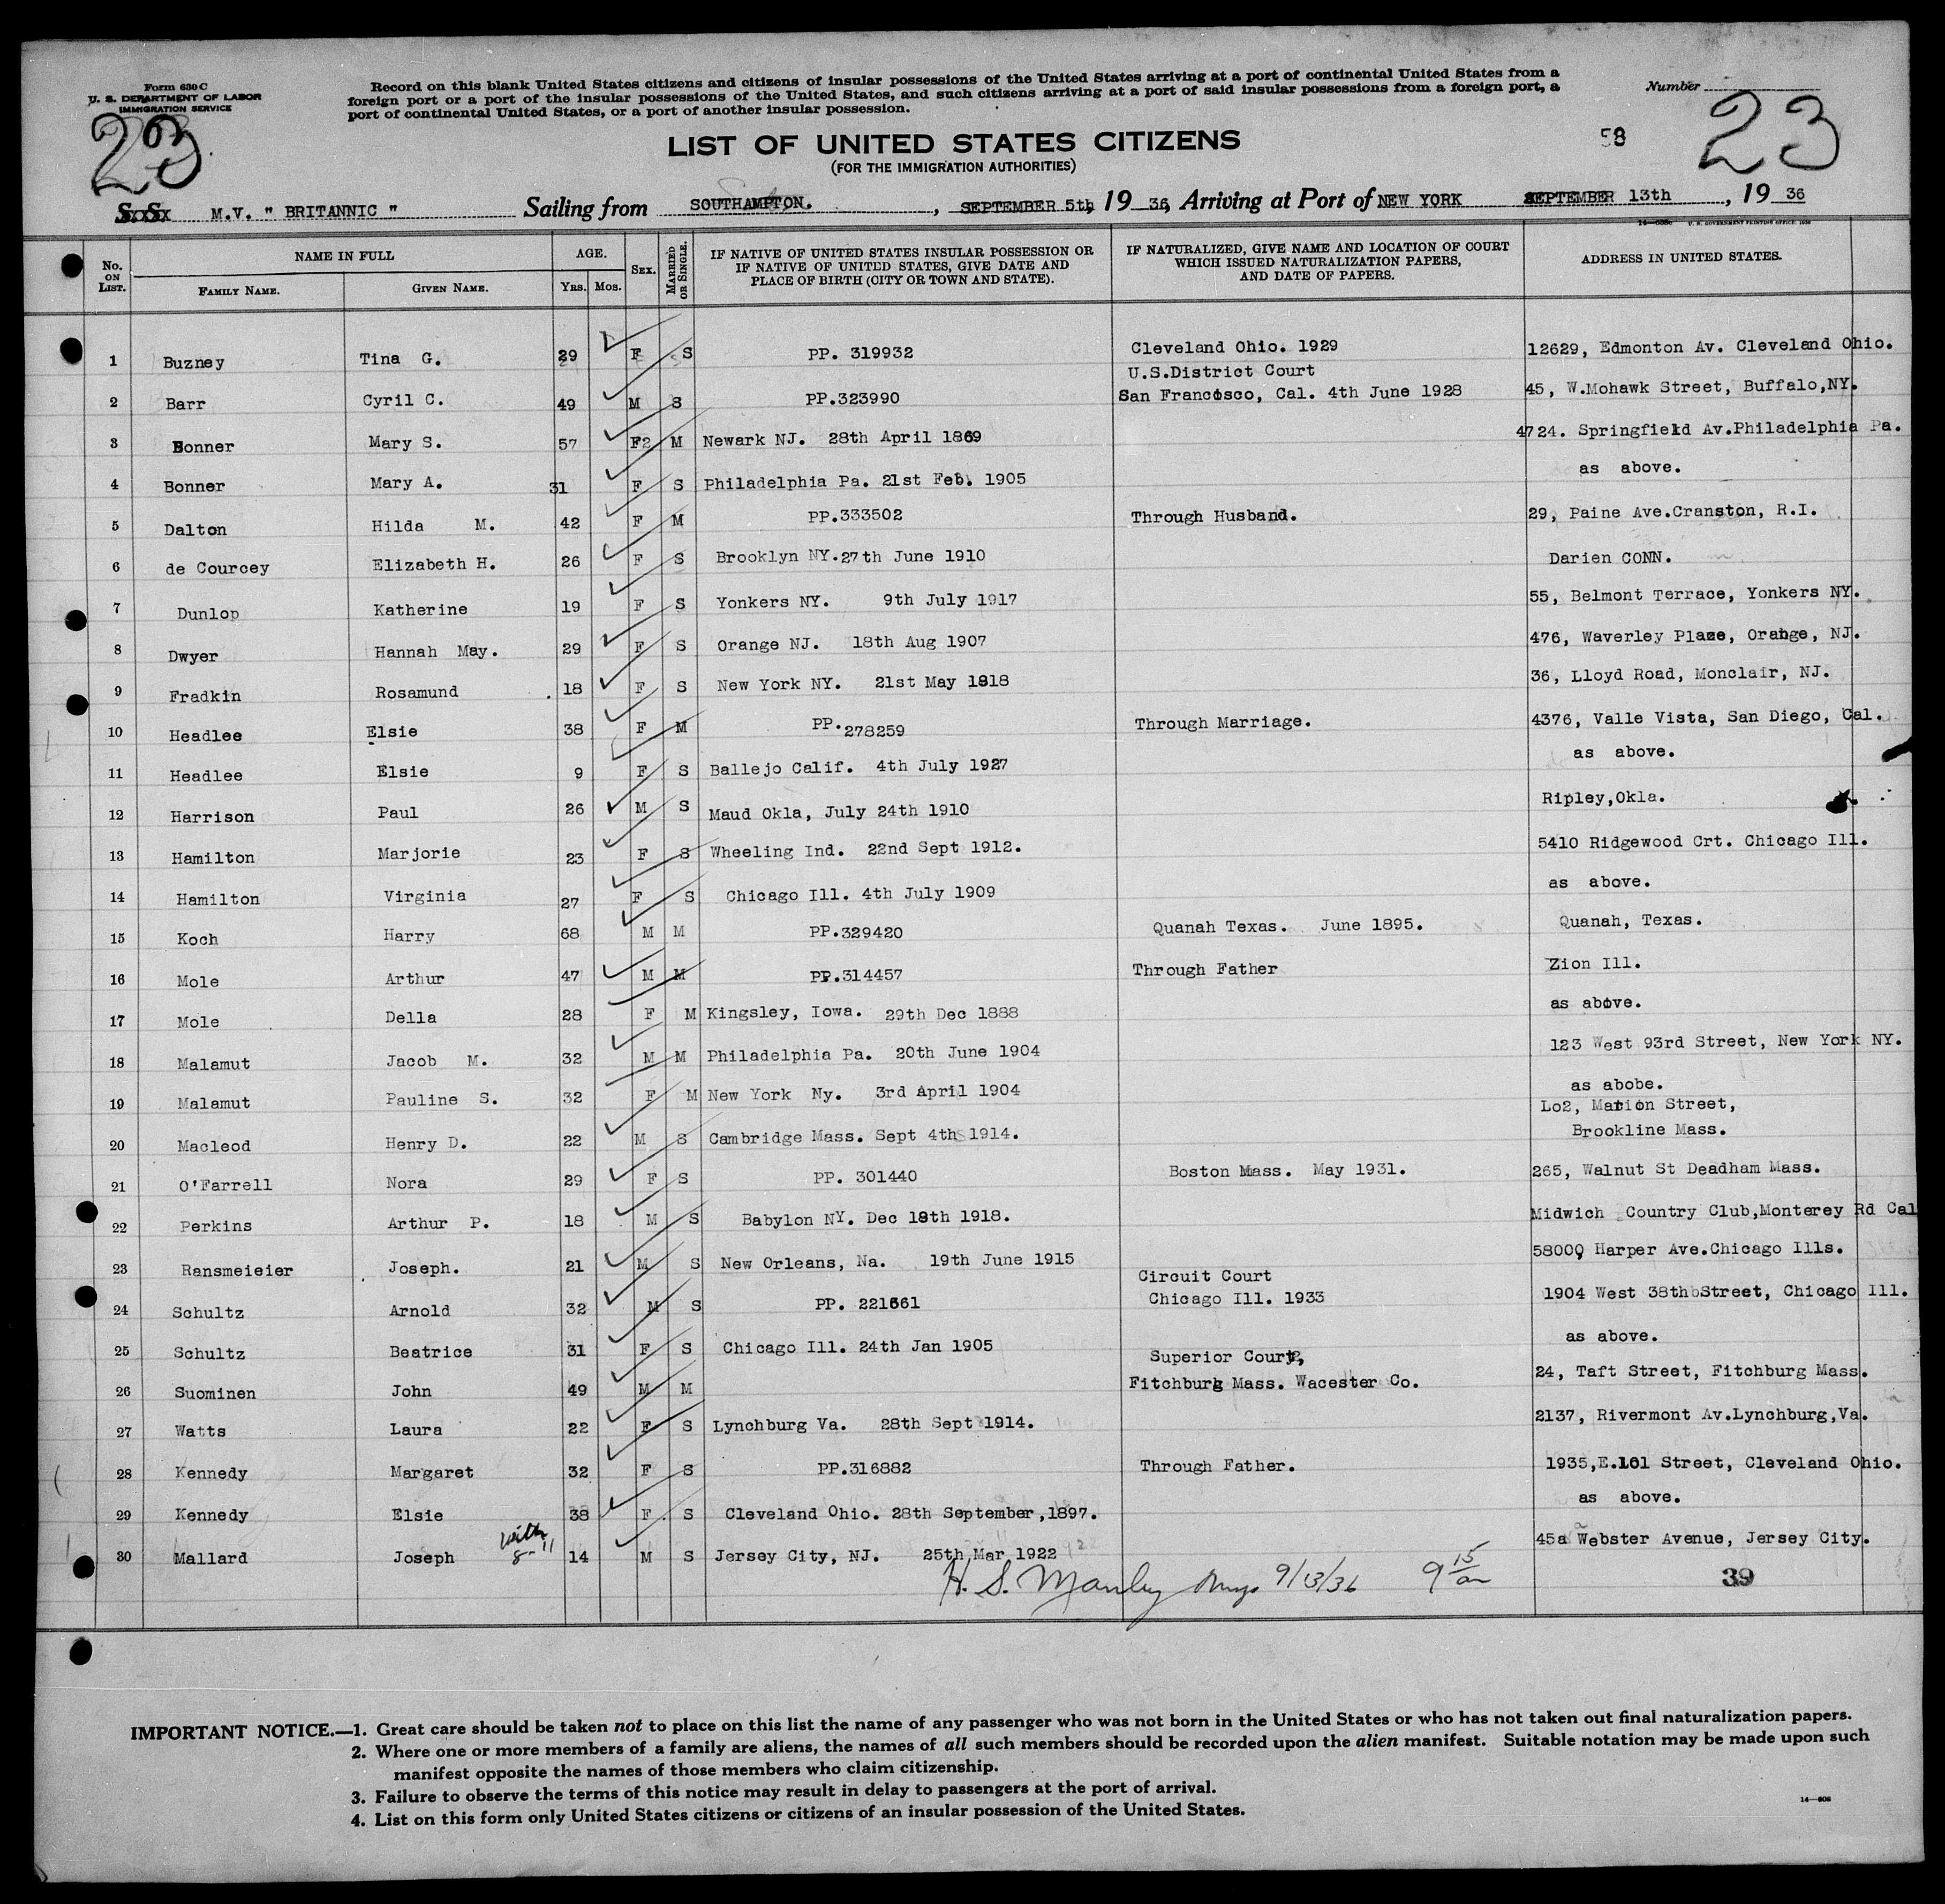 Form 630 C
U. S. DEPARTMENT OF LABOR
IMMIGRATION SERVICE
Record on this blank United States citizens and citizens of insular possessions of the United States arriving at a port of continental United States from a
foreign port or a port of the insular possessions of the United States, and such citizens arriving at a port of said insular possessions from a foreign port, a
port of continental United States, or a port of another insular possession.
Number
23
23
58
LIST OF UNITED STATES CITIZENS
(FOR THE IMMIGRATION AUTHORITIES)
S. S. M.V. " BRITANNIC " Sailing from SOUTHAMPTON. , SEPTEMBER 5th, 19 36, Arriving at Port of NEW YORK SEPTEMBER 13th , 19 36
No. ON LIST. NAME IN FULL AGE. SEX. MARRIED OR SINGLE. IF NATIVE OF UNITED STATES INSULAR POSSESSION OR IF NATIVE OF UNITED STATES, GIVE DATE AND PLACE OF BIRTH (CITY OR TOWN AND STATE). IF NATURALIZED, GIVE NAME AND LOCATION OF COURT WHICH ISSUED NATURALIZATION PAPERS, AND DATE OF PAPERS. ADDRESS IN UNITED STATES.
FAMILY NAME. GIVEN NAME. YRS. MOS.
1 Buzney Tina G. 29 F S PP. 319932 Cleveland Ohio. 1929 12629, Edmonton Av. Cleveland Ohio.
U.S.District Court
2 Barr Cyril C. 49 M S PP.323990 San Francosco, Cal. 4th June 1928 45, W.Mohawk Street, Buffalo,NY.
3 Bonner Mary S. 57 F M Newark NJ. 28th April 1869 4724. Springfield Av.Philadelphia Pa.
4 Bonner Mary A. 31 F S Philadelphia Pa. 21st Feb. 1905 as above.
5 Dalton Hilda M. 42 F M PP.333502 Through Husband. 29, Paine Ave.Cranston, R.I.
6 de Courcey Elizabeth H. 26 F S Brooklyn NY.27th June 1910 Darien CONN.
7 Dunlop Katherine 19 F S Yonkers NY. 9th July 1917 55, Belmont Terrace, Yonkers NY.
8 Dwyer Hannah May. 29 F S Orange NJ. 18th Aug 1907 476, Waverley Place, Orange, NJ.
9 Fradkin Rosamund 18 F S New York NY. 21st May 1918 36, Lloyd Road, Monclair, NJ.
10 Headlee Elsie 38 F M PP.278259 Through Marriage. 4376, Valle Vista, San Diego, Cal.
11 Headlee Elsie 9 F S Ballejo Calif. 4th July 1927 as above.
12 Harrison Paul 26 M S Maud Okla, July 24th 1910 Ripley,Okla.
13 Hamilton Marjorie 23 F S Wheeling Ind. 22nd Sept 1912. 5410 Ridgewood Crt. Chicago Ill.
14 Hamilton Virginia 27 F S Chicago Ill. 4th July 1909 as above.
15 Koch Harry 68 M M PP.329420 Quanah Texas. June 1895. Quanah, Texas.
16 Mole Arthur 47 M M PP.314457 Through Father Zion Ill.
17 Mole Della 28 F M Kingsley, Iowa. 29th Dec 1888 as above.
18 Malamut Jacob M. 32 M M Philadelphia Pa. 20th June 1904 123 West 93rd Street, New York NY.
19 Malamut Pauline S. 32 F M New York Ny. 3rd April 1904 as abobe.
Lo2, Marion Street,
20 Macleod Henry D. 22 M S Cambridge Mass. Sept 4th 1914. Brookline Mass.
21 O'Farrell Nora 29 F S PP. 301440 Boston Mass. May 1931. 265, Walnut St Deadham Mass.
22 Perkins Arthur P. 18 M S Babylon NY. Dec 18th 1918. Midwich Country Club,Monterey Rd Cal
23 Ransmeieier Joseph. 21 M S New Orleans, Na. 19th June 1915 58000 Harper Ave.Chicago Ills.
Circuit Court
24 Schultz Arnold 32 M S PP. 221661 Chicago Ill. 1933 1904 West 38th Street, Chicago Ill.
25 Schultz Beatrice 31 F S Chicago Ill. 24th Jan 1905 as above.
Superior Court,
26 Suominen John 49 M M Fitchburg Mass. Wacester Co. 24, Taft Street, Fitchburg Mass.
27 Watts Laura 22 F S Lynchburg Va. 28th Sept 1914. 2137, Rivermont Av.Lynchburg,Va.
28 Kennedy Margaret 32 F S PP.316882 Through Father. 1935,E.101 Street, Cleveland Ohio.
29 Kennedy Elsie 38 F S Cleveland Ohio. 28th September,1897. as above.
30 Mallard Joseph with 8-11 14 M S Jersey City, NJ. 25th Mar 1922 45a Webster Avenue, Jersey City.
H. S. Manley 9/13/36 9 15/am
39
IMPORTANT NOTICE.—1. Great care should be taken not to place on this list the name of any passenger who was not born in the United States or who has not taken out final naturalization papers.
2. Where one or more members of a family are aliens, the names of all such members should be recorded upon the alien manifest. Suitable notation may be made upon such
manifest opposite the names of those members who claim citizenship.
3. Failure to observe the terms of this notice may result in delay to passengers at the port of arrival.
4. List on this form only United States citizens or citizens of an insular possession of the United States.